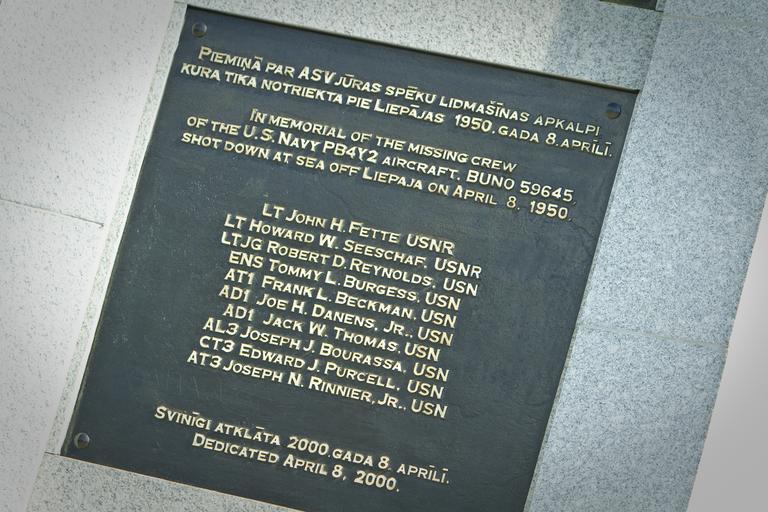 PIEMIŅĀ PAR ASV JŪRAS SPĒKU LIDMAŠĪNAS APKALPI
KURA TIKA NOTRIEKTA PIE LIEPĀJAS 1950. GADA 8. APRĪLĪ.
IN MEMORIAL OF THE MISSING CREW
OF THE U.S. NAVY PB4Y2 AIRCRAFT, BUNO 59645,
SHOT DOWN AT SEA OFF LIEPAJA ON APRIL 8, 1950.
LT JOHN H. FETTE USNR
LT HOWARD W. SEESCHAF, USNR
LTJG ROBERT D. REYNOLDS, USN
ENS TOMMY L. BURGESS, USN
AT1 FRANK L. BECKMAN, USN
AD1 JOE H. DANENS, JR., USN
AD1 JACK W. THOMAS, USN
AL3 JOSEPH J. BOURASSA, USN
CT3 EDWARD J. PURCELL, USN
AT3 JOSEPH N. RINNIER, JR., USN
SVINĪGI ATKLĀTA 2000. GADA 8. APRĪLĪ.
DEDICATED APRIL 8, 2000.